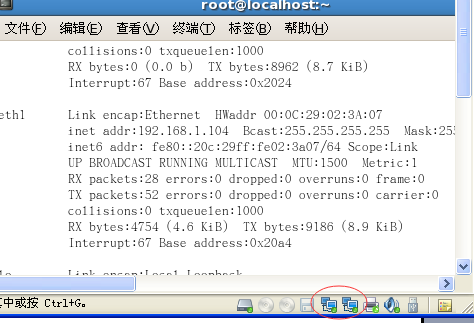 root@localhost:~
文件(F) 编辑(E) 查看(V) 终端(T) 标签(B) 帮助(H)
collisions:0 txqueuelen:1000
RX bytes:0 (0.0 b) TX bytes:8962 (8.7 KiB)
Interrupt:67 Base address:0x2024
eth1 Link encap:Ethernet HWaddr 00:0C:29:02:3A:07
inet addr:192.168.1.104 Bcast:255.255.255.255 Mask:255
inet6 addr: fe80::20c:29ff:fe02:3a07/64 Scope:Link
UP BROADCAST RUNNING MULTICAST MTU:1500 Metric:1
RX packets:28 errors:0 dropped:0 overruns:0 frame:0
TX packets:52 errors:0 dropped:0 overruns:0 carrier:0
collisions:0 txqueuelen:1000
RX bytes:4754 (4.6 KiB) TX bytes:9186 (8.9 KiB)
Interrupt:67 Base address:0x20a4
Link encap:Local Loopback
中或按 Ctrl+G。